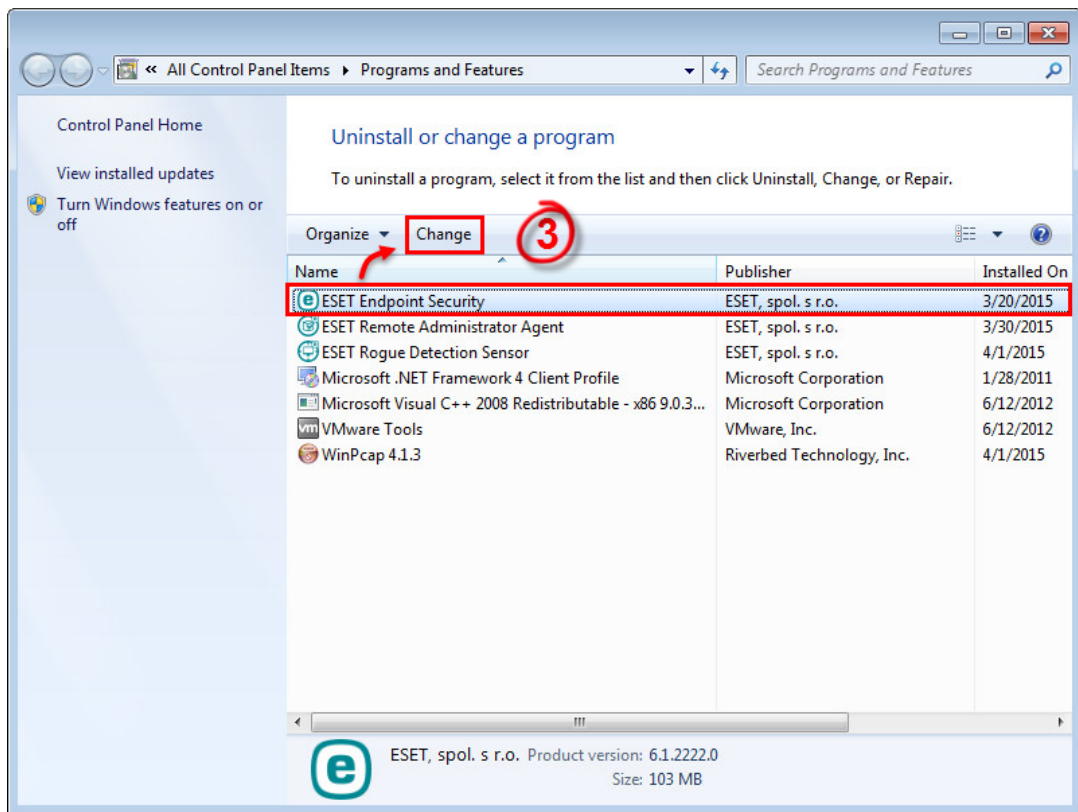 « All Control Panel Items ▸ Programs and Features
Search Programs and Features
Control Panel Home
View installed updates
Turn Windows features on or
off
Uninstall or change a program
To uninstall a program, select it from the list and then click Uninstall, Change, or Repair.
Organize Change 3
Name Publisher Installed On
ESET Endpoint Security ESET, spol. s r.o. 3/20/2015
ESET Remote Administrator Agent ESET, spol. s r.o. 3/30/2015
ESET Rogue Detection Sensor ESET, spol. s r.o. 4/1/2015
Microsoft .NET Framework 4 Client Profile Microsoft Corporation 1/28/2011
Microsoft Visual C++ 2008 Redistributable - x86 9.0.3... Microsoft Corporation 6/12/2012
vm VMware Tools VMware, Inc. 6/12/2012
WinPcap 4.1.3 Riverbed Technology, Inc. 4/1/2015
e ESET, spol. s r.o. Product version: 6.1.2222.0
Size: 103 MB